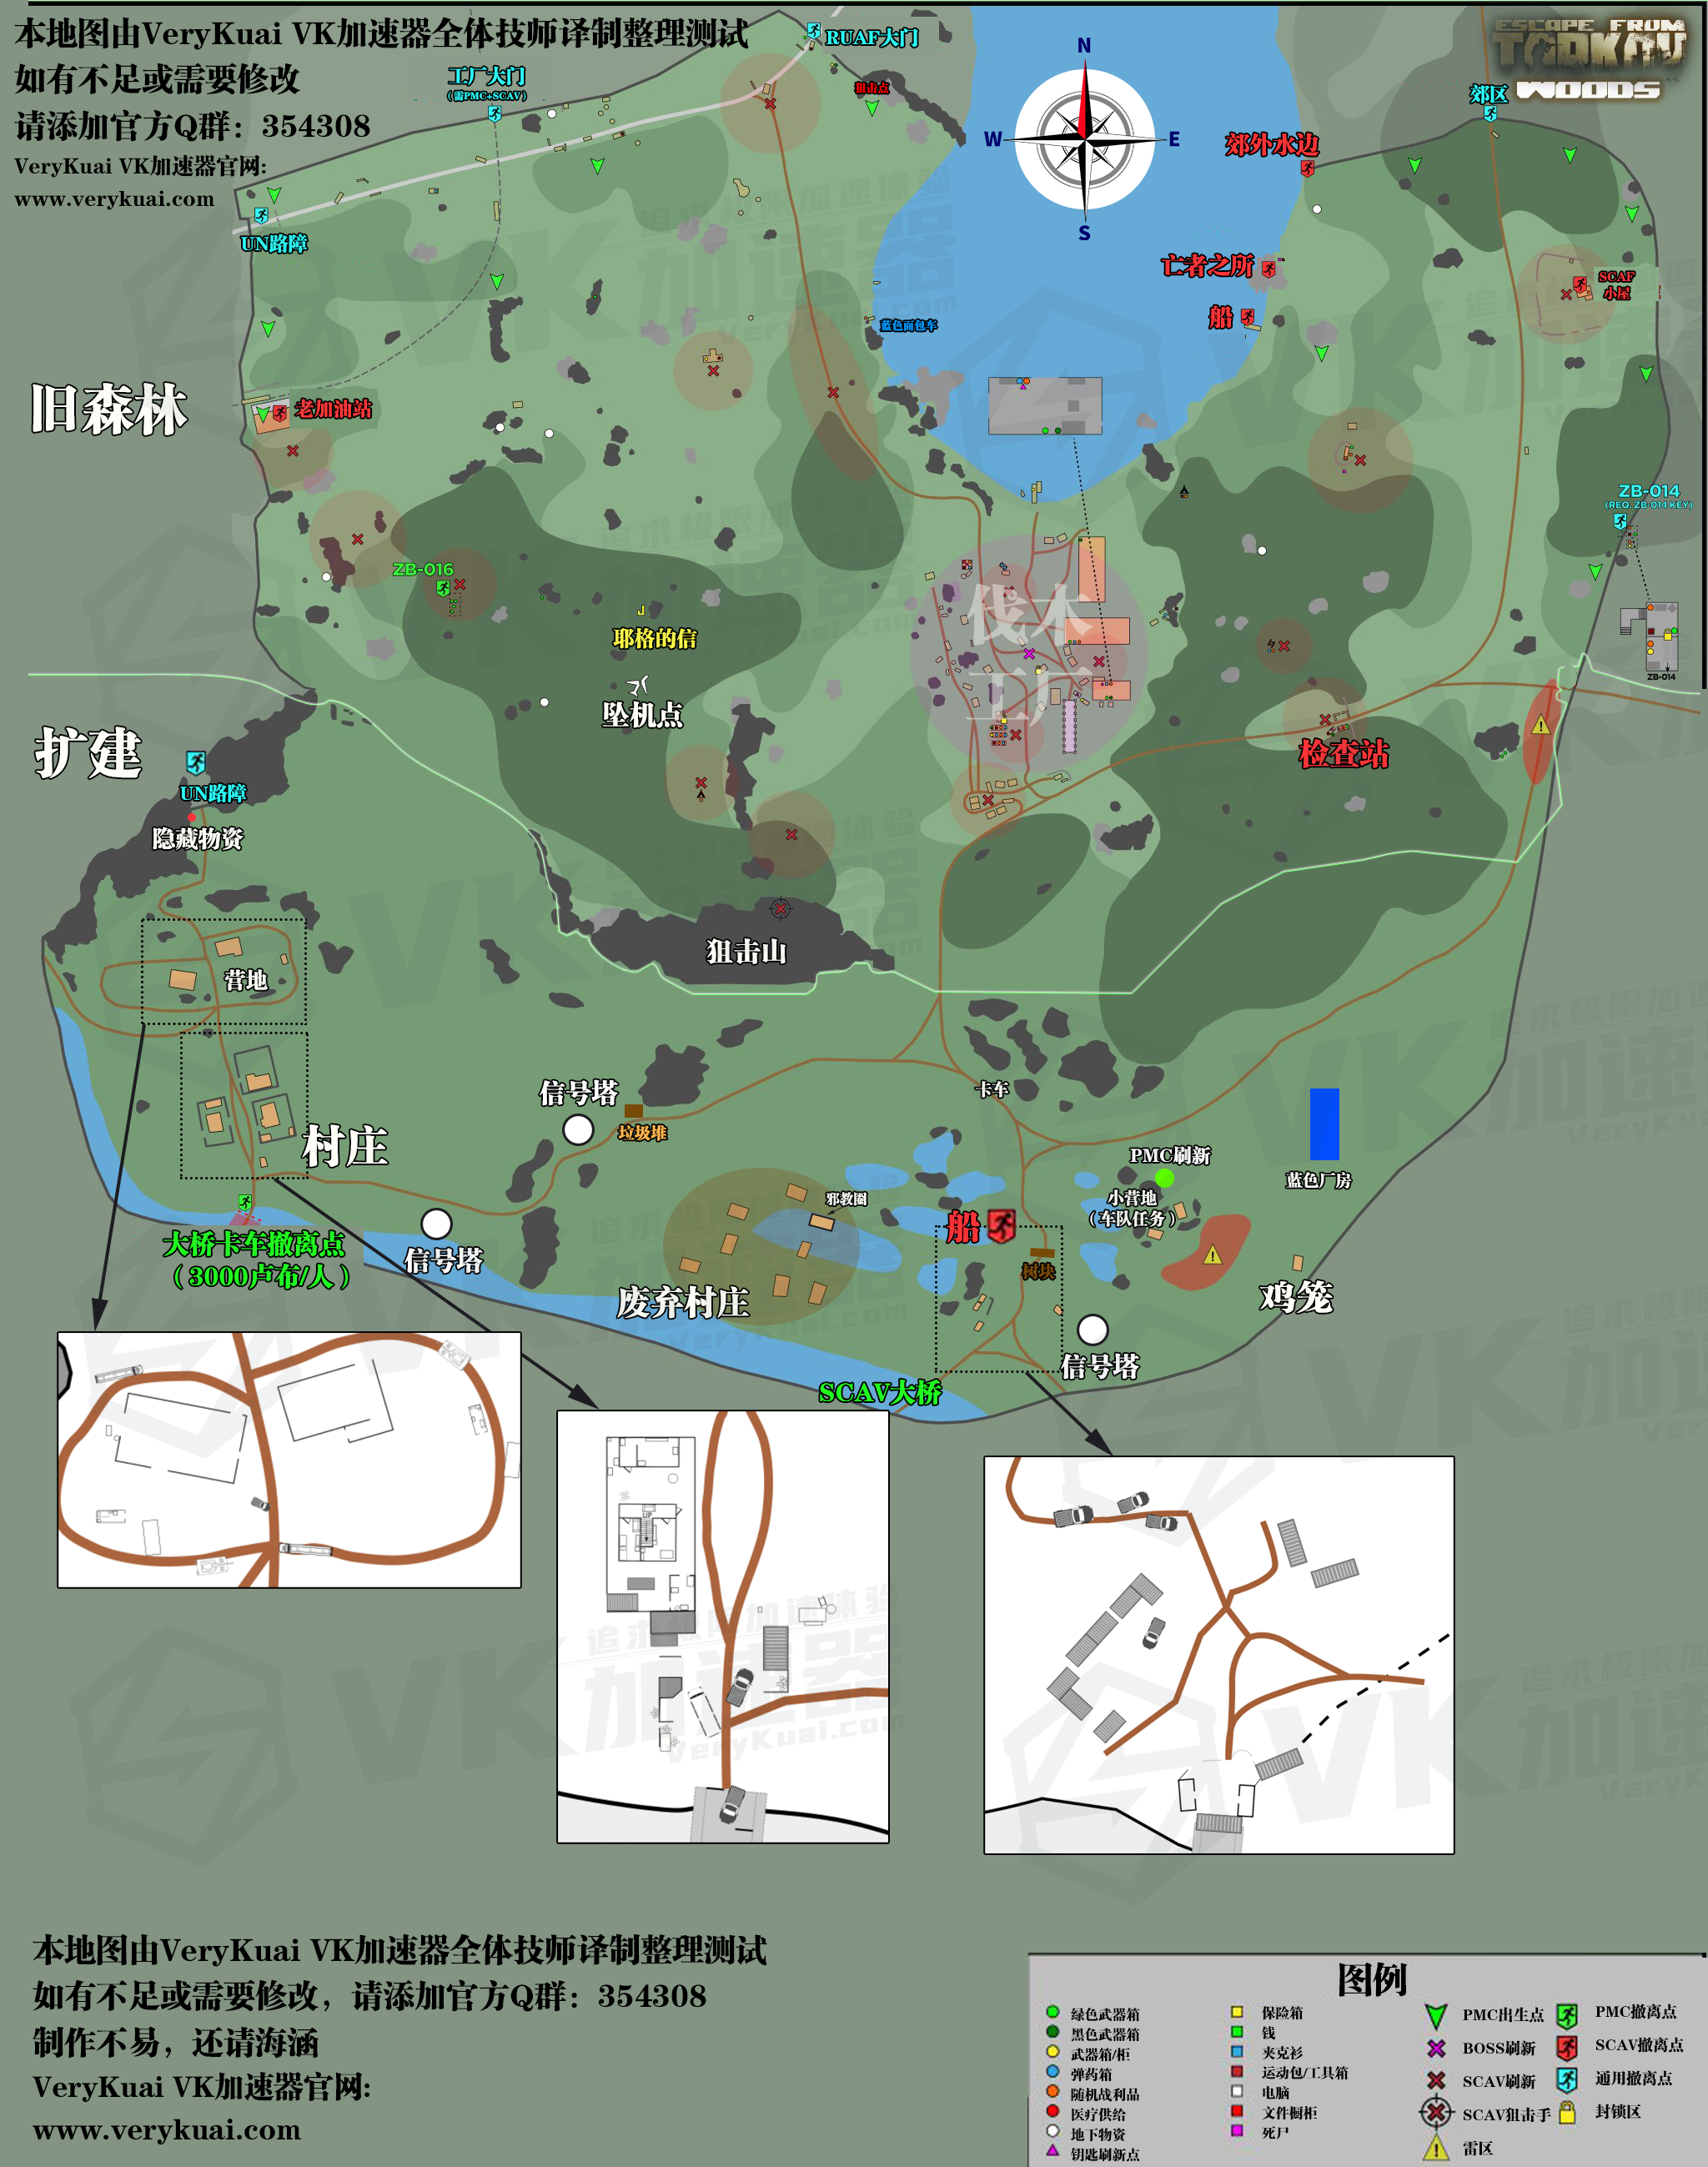 本地图由VeryKuai VK加速器全体技师译制整理测试
如有不足或需要修改
请添加官方Q群：354308
VeryKuai VK加速器官网:
www.verykuai.com
ESCAPE FROM
TARKOV
WOODS
RUAF大门
工厂大门
（需PMC+SCAV）
狙击点
郊区
郊外水边
N
W
E
S
UN路障
亡者之所
SCAF
小屋
船
蓝色面包车
旧森林
老加油站
ZB-014
(REQ. ZB-014 KEY)
ZB-016
J
耶格的信
伐木
工厂
ZB-014
坠机点
扩建
检查站
UN路障
隐藏物资
狙击山
营地
信号塔
卡车
垃圾堆
村庄
PMC刷新
蓝色厂房
小营地
（车队任务）
邪教圈
船
大桥卡车撤离点
（3000卢布/人）
信号塔
树块
废弃村庄
鸡笼
信号塔
SCAV大桥
UP
本地图由VeryKuai VK加速器全体技师译制整理测试
如有不足或需要修改，请添加官方Q群：354308
制作不易，还请海涵
VeryKuai VK加速器官网:
www.verykuai.com
图例
绿色武器箱
黑色武器箱
武器箱/柜
弹药箱
随机战利品
医疗供给
地下物资
钥匙刷新点
保险箱
钱
夹克衫
运动包/工具箱
电脑
文件橱柜
死尸
PMC出生点
BOSS刷新
SCAV刷新
SCAV狙击手
雷区
PMC撤离点
SCAV撤离点
通用撤离点
封锁区
追求极限加速体验
VK加速器
VeryKuai.com